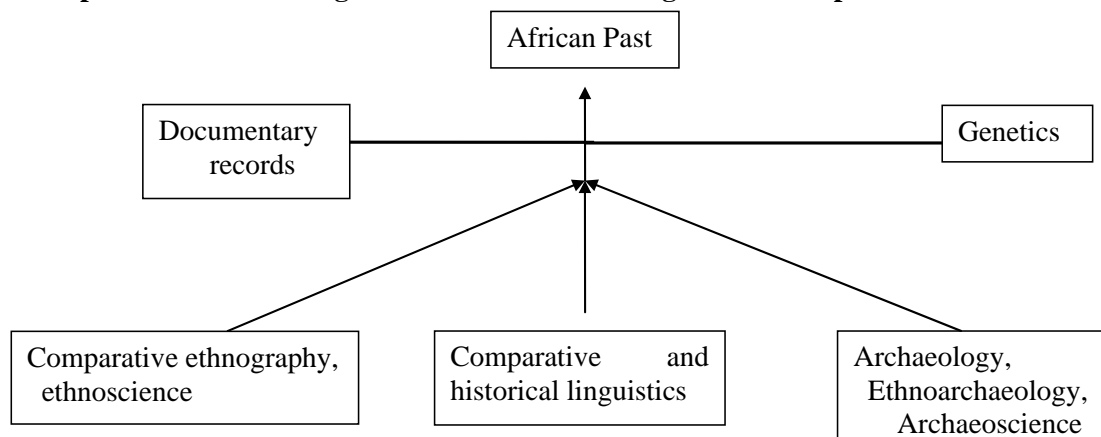 African Past
Documentary
records
Genetics
Comparative ethnography,
ethnoscience
Comparative and
historical linguistics
Archaeology,
Ethnoarchaeology,
Archaeoscience